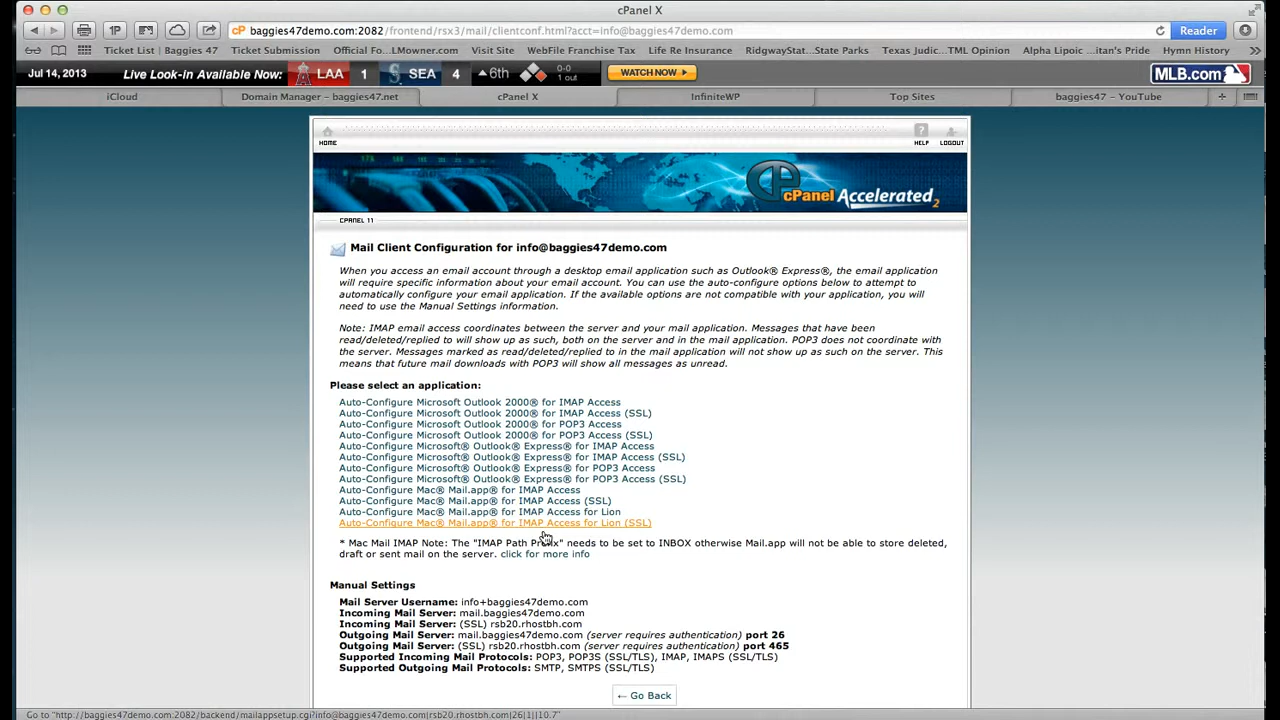 cPanel X
baggies47demo.com:2082/frontend/rsx3/mail/clientconf.html?acct=info@baggies47demo.com
Reader
Ticket List | Baggies 47 Ticket Submission Official Fo...LMowner.com Visit Site WebFile Franchise Tax Life Re Insurance RidgwayStat...State Parks Texas Judic...TML Opinion Alpha Lipoic ...itan's Pride Hymn History
Jul 14, 2013 Live Look-in Available Now: LAA 1 SEA 4 6th 0-0 1 out WATCH NOW MLB.com
iCloud Domain Manager - baggies47.net cPanel X InfiniteWP Top Sites baggies47 - YouTube
HOME HELP LOGOUT
cPanel Accelerated2
CPANEL 11
Mail Client Configuration for info@baggies47demo.com
When you access an email account through a desktop email application such as Outlook® Express®, the email application
will require specific information about your email account. You can use the auto-configure options below to attempt to
automatically configure your email application. If the available options are not compatible with your application, you will
need to use the Manual Settings information.
Note: IMAP email access coordinates between the server and your mail application. Messages that have been
read/deleted/replied to will show up as such, both on the server and in the mail application. POP3 does not coordinate with
the server. Messages marked as read/deleted/replied to in the mail application will not show up as such on the server. This
means that future mail downloads with POP3 will show all messages as unread.
Please select an application:
Auto-Configure Microsoft Outlook 2000® for IMAP Access
Auto-Configure Microsoft Outlook 2000® for IMAP Access (SSL)
Auto-Configure Microsoft Outlook 2000® for POP3 Access
Auto-Configure Microsoft Outlook 2000® for POP3 Access (SSL)
Auto-Configure Microsoft® Outlook® Express® for IMAP Access
Auto-Configure Microsoft® Outlook® Express® for IMAP Access (SSL)
Auto-Configure Microsoft® Outlook® Express® for POP3 Access
Auto-Configure Microsoft® Outlook® Express® for POP3 Access (SSL)
Auto-Configure Mac® Mail.app® for IMAP Access
Auto-Configure Mac® Mail.app® for IMAP Access (SSL)
Auto-Configure Mac® Mail.app® for IMAP Access for Lion
Auto-Configure Mac® Mail.app® for IMAP Access for Lion (SSL)
* Mac Mail IMAP Note: The "IMAP Path Prefix" needs to be set to INBOX otherwise Mail.app will not be able to store deleted,
draft or sent mail on the server. click for more info
Manual Settings
Mail Server Username: info+baggies47demo.com
Incoming Mail Server: mail.baggies47demo.com
Incoming Mail Server: (SSL) rsb20.rhostbh.com
Outgoing Mail Server: mail.baggies47demo.com (server requires authentication) port 26
Outgoing Mail Server: (SSL) rsb20.rhostbh.com (server requires authentication) port 465
Supported Incoming Mail Protocols: POP3, POP3S (SSL/TLS), IMAP, IMAPS (SSL/TLS)
Supported Outgoing Mail Protocols: SMTP, SMTPS (SSL/TLS)
← Go Back
Go to "http://baggies47demo.com:2082/backend/mailappsetup.cgi?info@baggies47demo.com|rsb20.rhostbh.com|26|1||10.7"